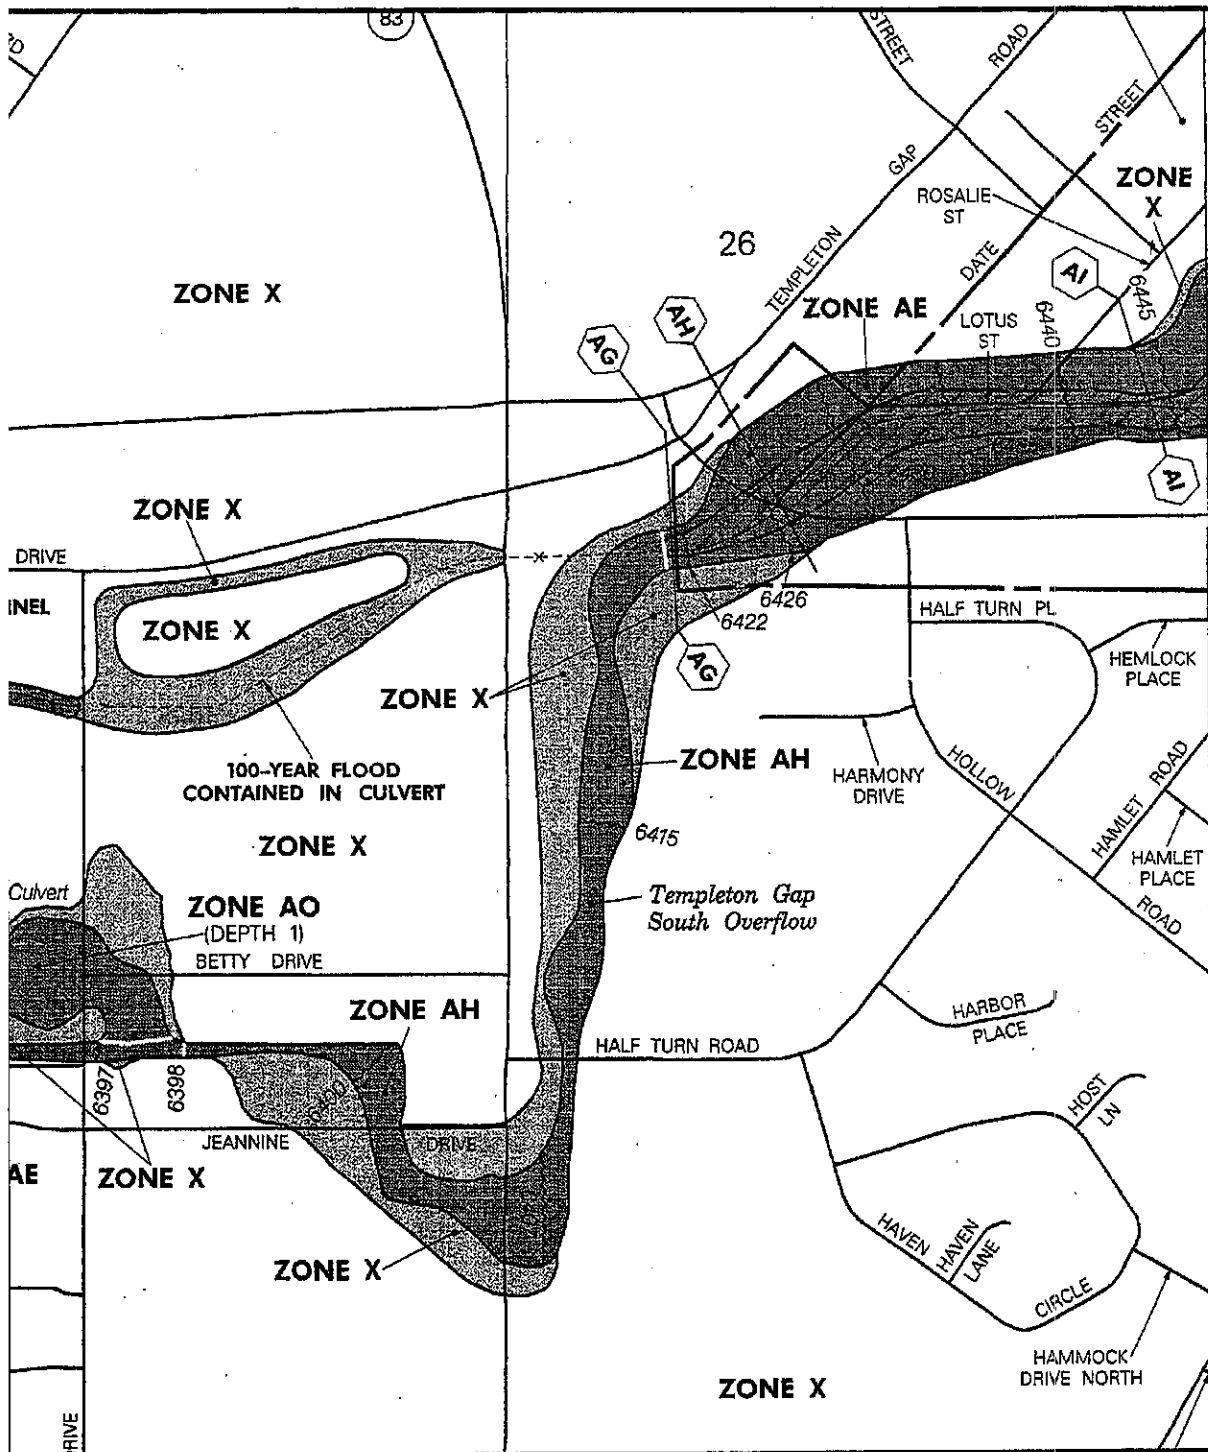 83
STREET
ROAD
GAP
TEMPLETON
STREET
DATE
ROSALIE
ST
ZONE
X
26
ZONE X
AI
6445
6440
ZONE AE
LOTUS
ST
AH
AG
AI
ZONE X
DRIVE
ZONE X
6426
6422
AG
HALF TURN PL
HEMLOCK
PLACE
ZONE X
100-YEAR FLOOD
CONTAINED IN CULVERT
ZONE AH
HARMONY
DRIVE
HOLLOW
ROAD
HAMLET ROAD
HAMLET
PLACE
6415
ZONE X
Culvert
ZONE AO
(DEPTH 1)
BETTY DRIVE
Templeton Gap
South Overflow
ZONE AH
HARBOR
PLACE
HALF TURN ROAD
6397
6398
6400
JEANNINE DRIVE
HOST
LN
AE
ZONE X
ZONE X
HAVEN
CIRCLE
HAVEN
LANE
HAMMOCK
DRIVE NORTH
ZONE X